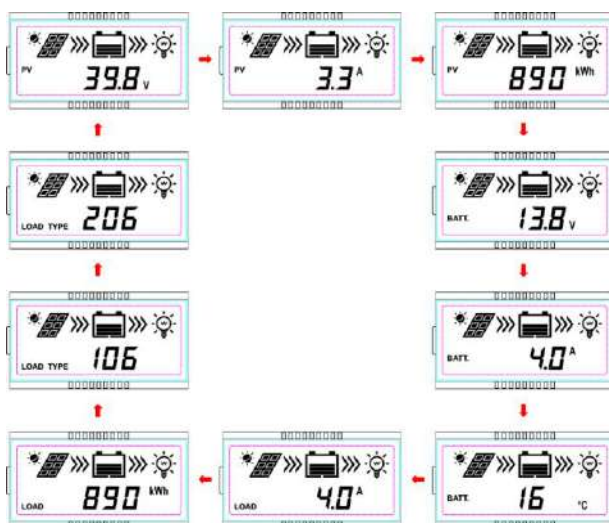 PV 39.8 V
PV 3.3 A
PV 890 kWh
LOAD TYPE 206
BATT. 13.8 V
LOAD TYPE 106
BATT. 4.0 A
LOAD 890 kWh
LOAD 4.0 A
BATT. 16 °C